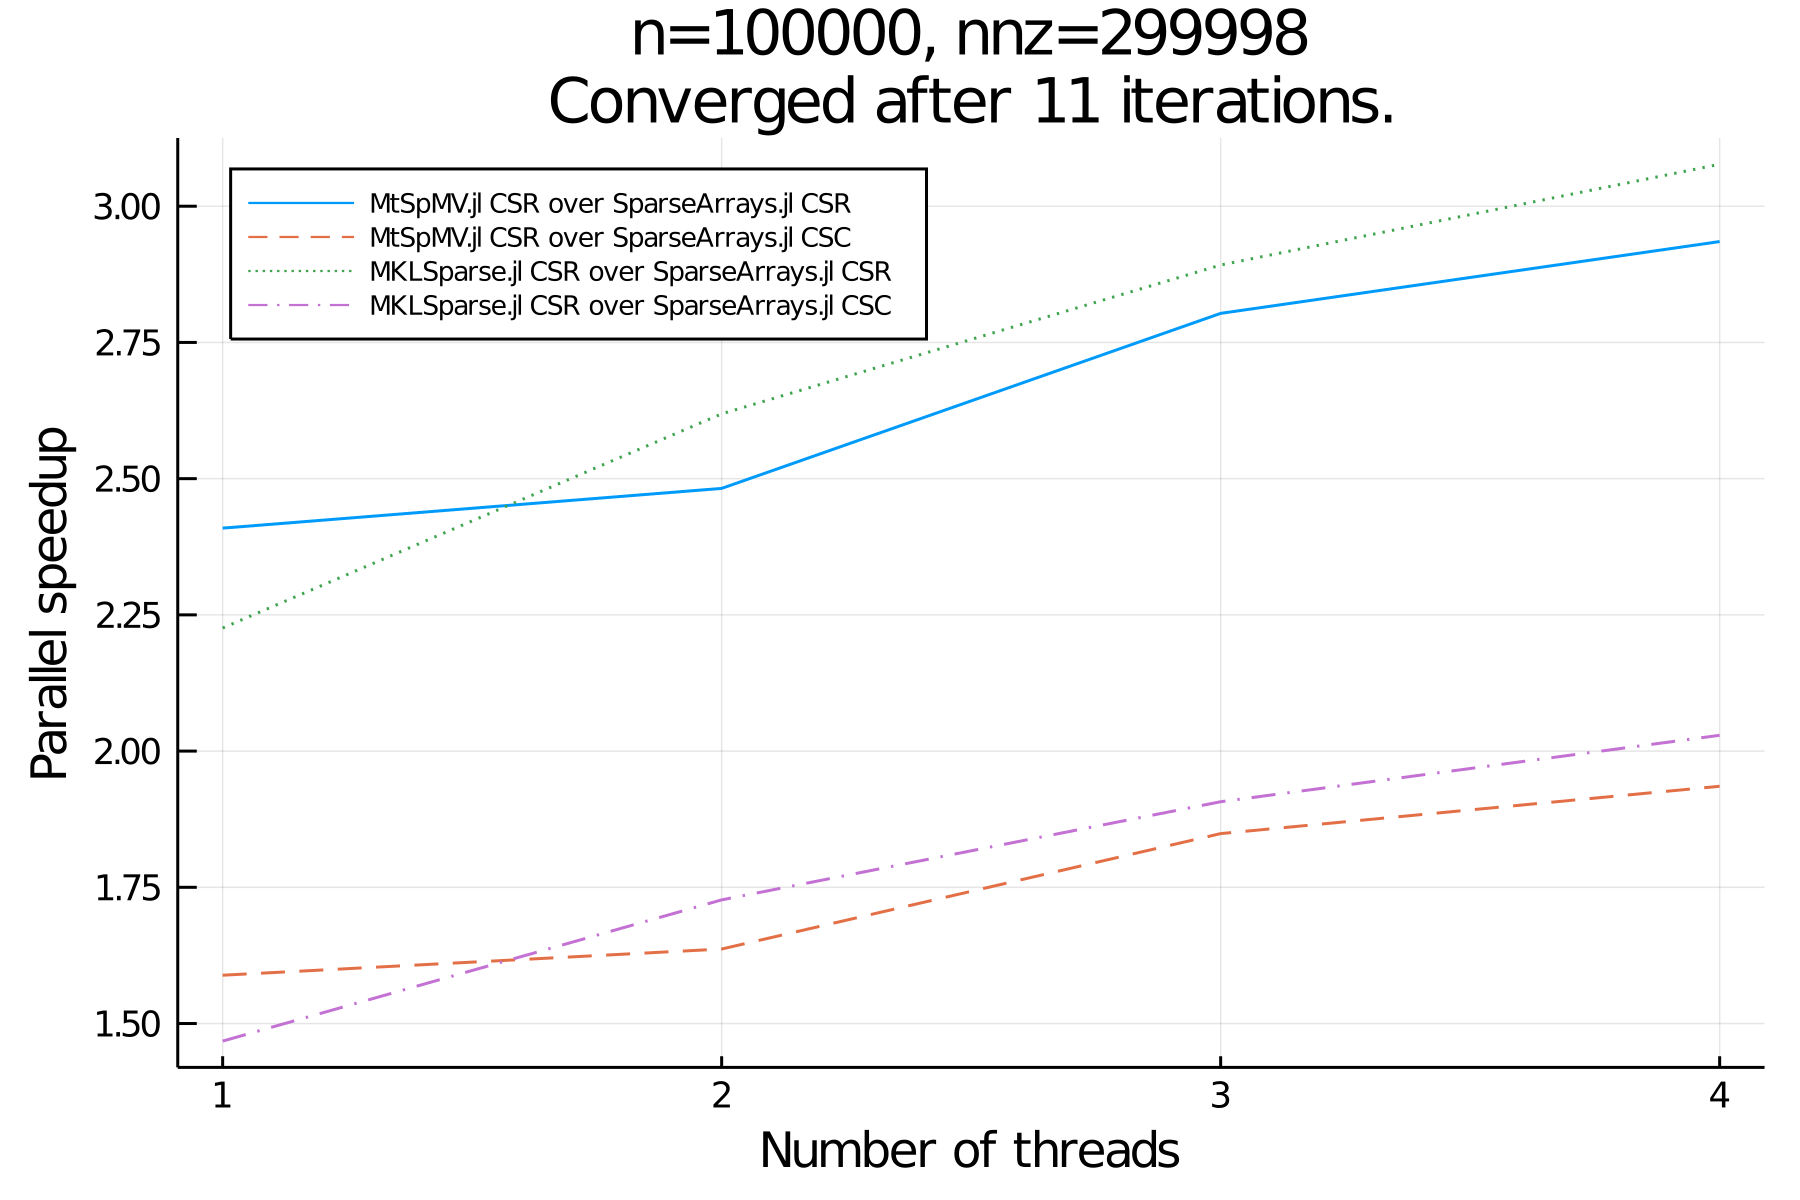 n=100000, nnz=299998
Converged after 11 iterations.
MtSpMV.jl CSR over SparseArrays.jl CSR
MtSpMV.jl CSR over SparseArrays.jl CSC
MKLSparse.jl CSR over SparseArrays.jl CSR
MKLSparse.jl CSR over SparseArrays.jl CSC
3.00
2.75
2.50
2.25
2.00
1.75
1.50
Parallel speedup
1 2 3 4
Number of threads